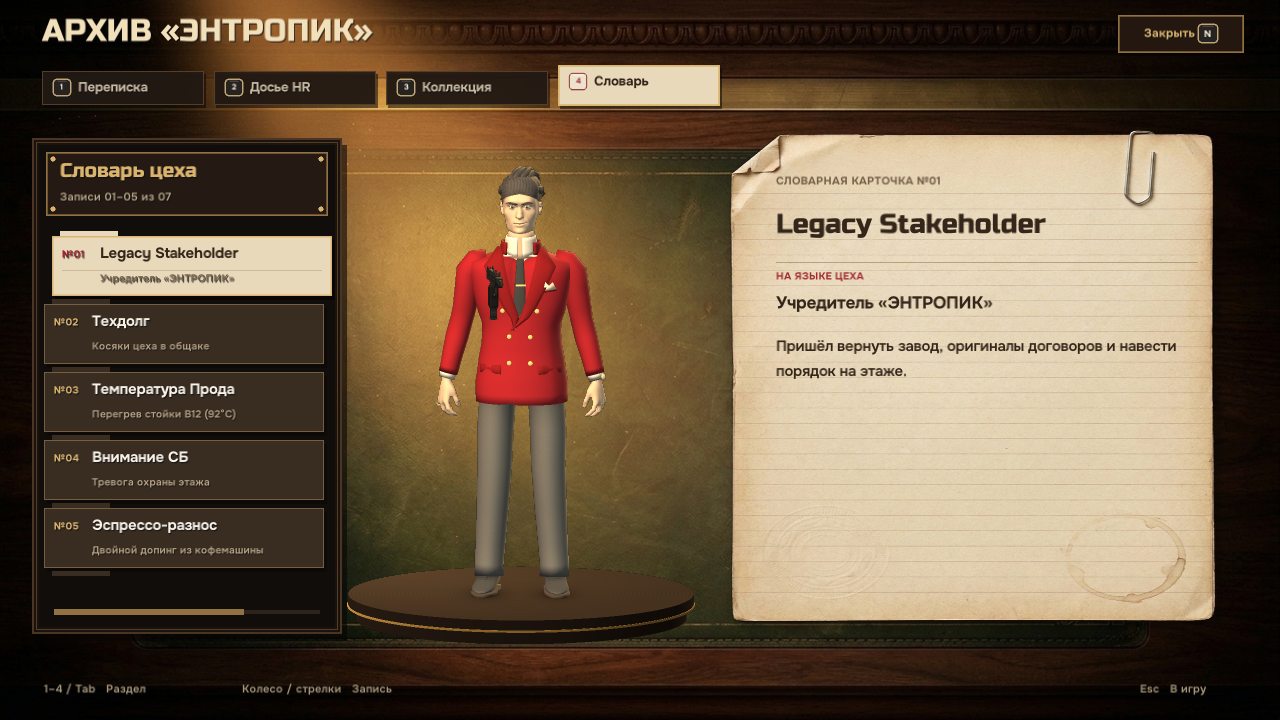 АРХИВ «ЭНТРОПИК»
Закрыть N
1 Переписка
2 Досье HR
3 Коллекция
4 Словарь
Словарь цеха
Записи 01–05 из 07
№01 Legacy Stakeholder
Учредитель «ЭНТРОПИК»
№02 Техдолг
Косяки цеха в общаке
№03 Температура Прода
Перегрев стойки B12 (92°C)
№04 Внимание СБ
Тревога охраны этажа
№05 Эспрессо-разнос
Двойной допинг из кофемашины
СЛОВАРНАЯ КАРТОЧКА №01
Legacy Stakeholder
НА ЯЗЫКЕ ЦЕХА
Учредитель «ЭНТРОПИК»
Пришёл вернуть завод, оригиналы договоров и навести
порядок на этаже.
1–4 / Tab Раздел
Колесо / стрелки Запись
Esc В игру